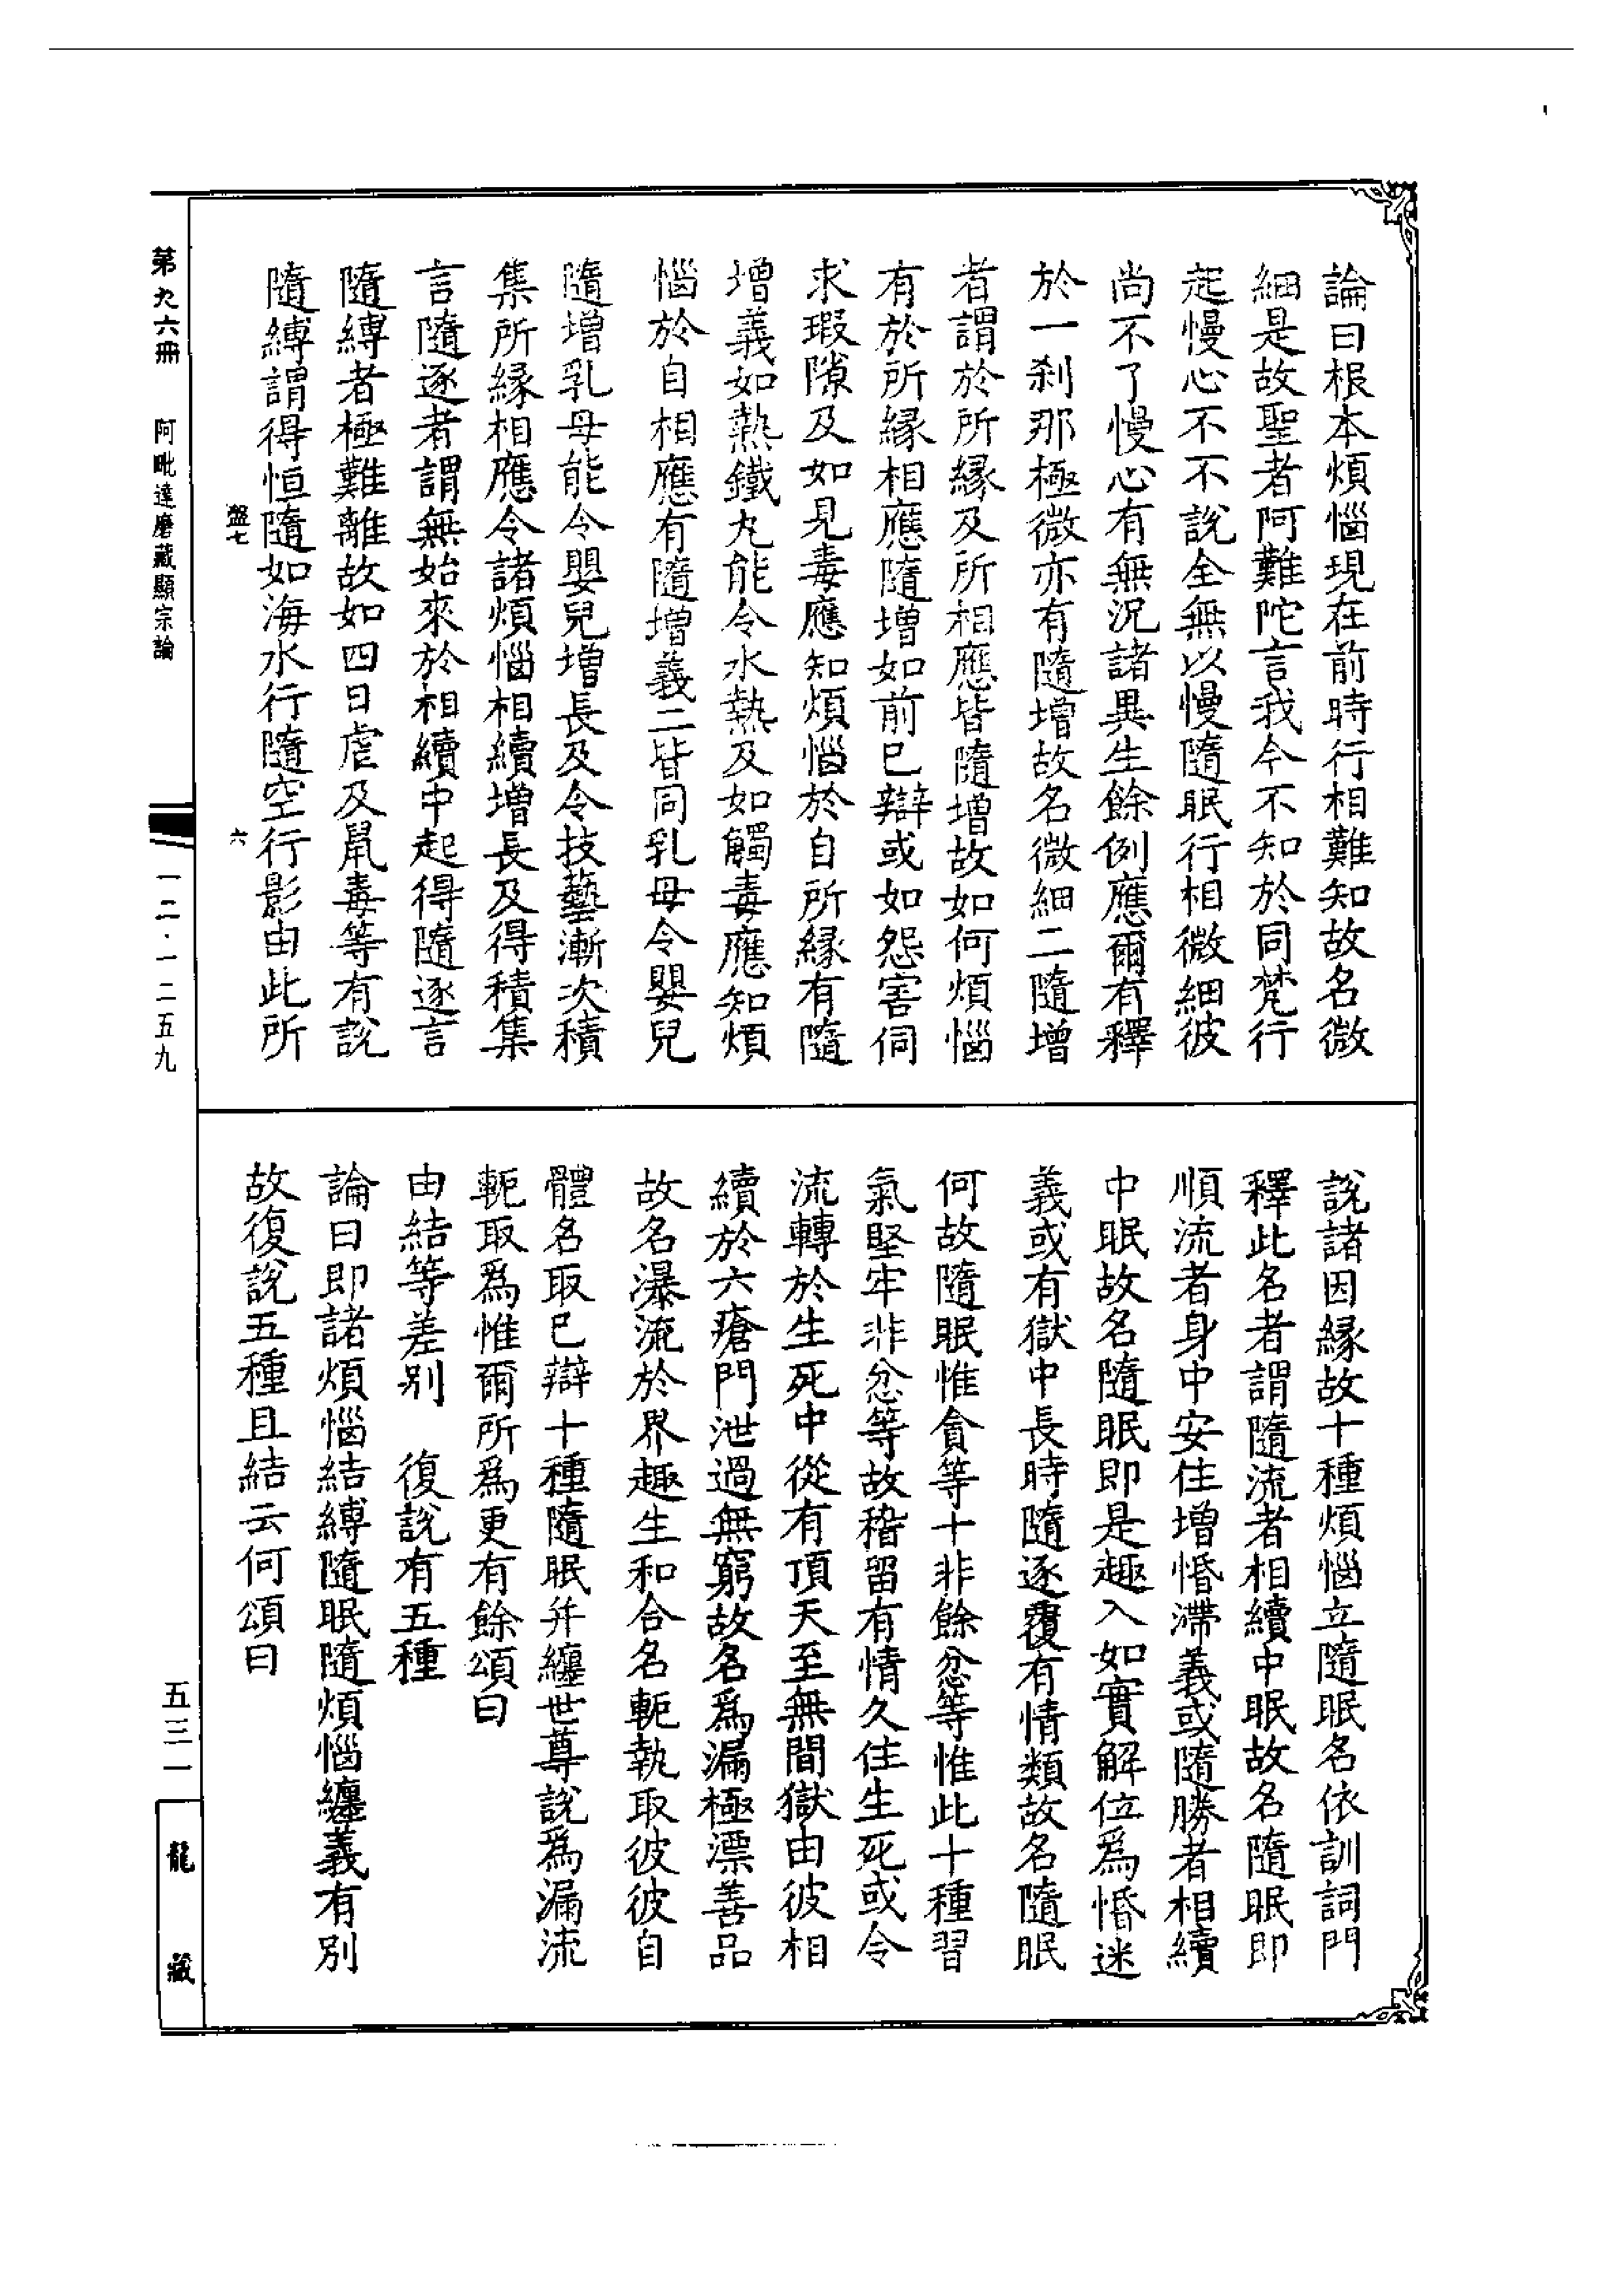 論曰根本煩惱現在前時行相難知故名微
細是故聖者阿難陀言我今不知於同梵行
起慢心不不說全無以慢隨眠行相微細彼
尚不了慢心有無況諸異生餘例應爾有釋
於一剎那極微亦有隨增故名微細二隨增
者謂於所緣及所相應皆隨增故如何煩惱
有於所緣相應隨增如前已辯或如怨害伺
求瑕隙及如見毒應知煩惱於自所緣有隨
增義如熱鐵丸能令水熱及如觸毒應知煩
惱於自相應有隨增義二皆同乳母令嬰兒
隨增乳母能令嬰兒增長及令技藝漸次積
集所緣相應令諸煩惱相續增長及得積集
言隨逐者謂無始來於相續中起得隨逐言
隨縛者極難離故如四日虐及鼠毒等有說
隨縛謂得恒隨如海水行隨空行影由此所
盤七 六
說諸因緣故十種煩惱立隨眠名依訓詞門
釋此名者謂隨流者相續中眠故名隨眠即
順流者身中安住增惛滯義或隨勝者相續
中眠故名隨眠即是趣入如實解位爲惛迷
義或有獄中長時隨逐覆有情類故名隨眠
何故隨眠惟貪等十非餘忿等惟此十種習
氣堅牢非忿等故稽留有情久住生死或令
流轉於生死中從有頂天至無間獄由彼相
續於六瘡門泄過無窮故名爲漏極漂善品
故名瀑流於界趣生和合名軛執取彼彼自
體名取已辯十種隨眠并纏世尊說爲漏流
軛取爲惟爾所爲更有餘頌曰
由結等差別 復說有五種
論曰即諸煩惱結縛隨眠隨煩惱纏義有別
故復說五種且結云何頌曰
第九六冊 阿毗達磨藏顯宗論 一二·一二五九 五三一 龍藏